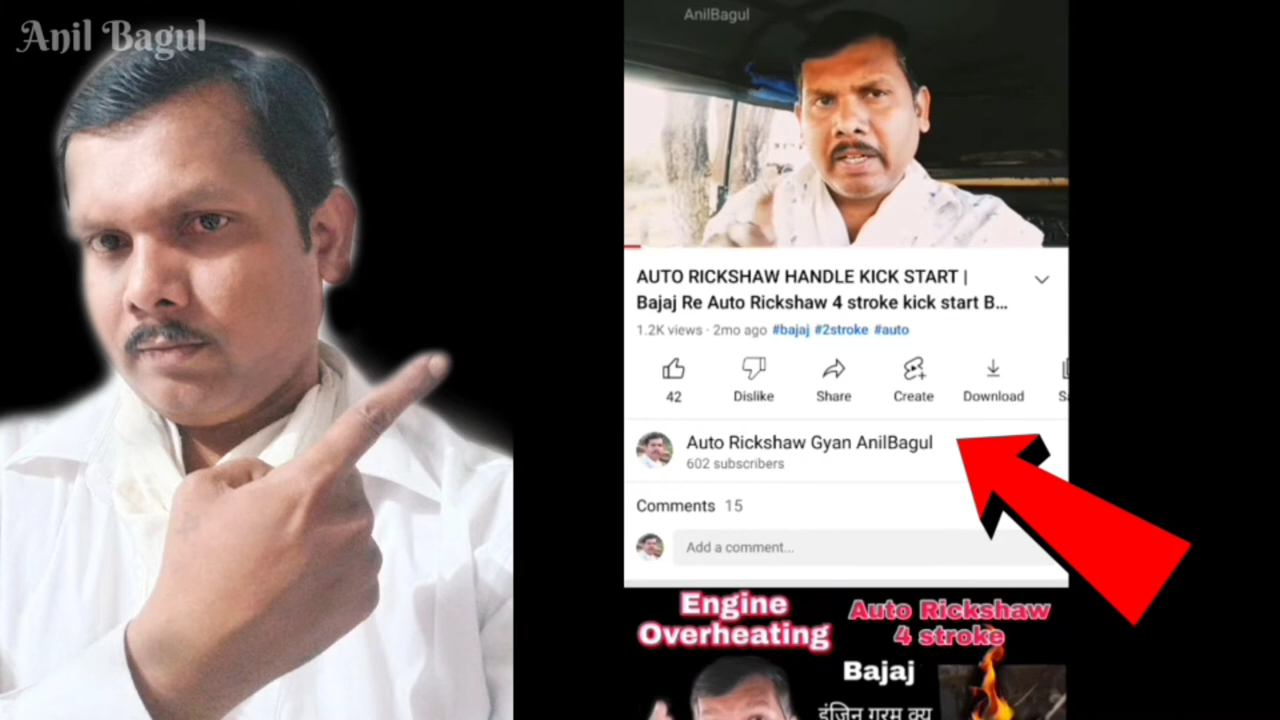 Anil Bagul
AnilBagul
AUTO RICKSHAW HANDLE KICK START |
Bajaj Re Auto Rickshaw 4 stroke kick start B...
1.2K views · 2mo ago #bajaj #2stroke #auto
42 Dislike Share Create Download
Auto Rickshaw Gyan AnilBagul
602 subscribers
Comments 15
Add a comment...
Engine
Overheating
Auto Rickshaw
4 stroke
Bajaj
इंजिन गरम क्य